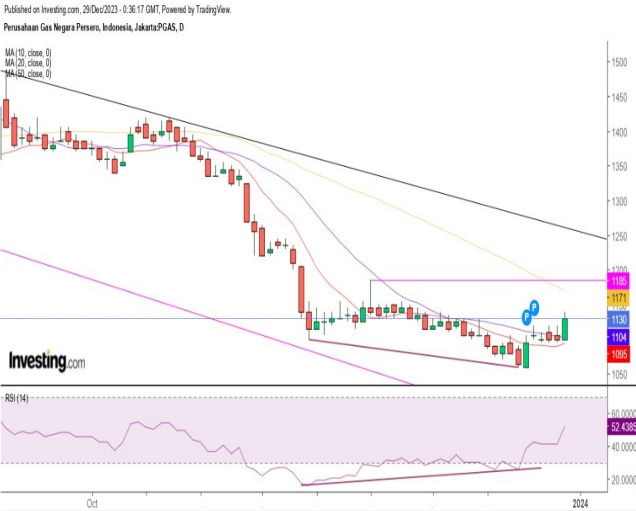 Published on Investing.com, 29/Dec/2023 - 0:36:17 GMT, Powered by TradingView.
Perusahaan Gas Negara Persero, Indonesia, Jakarta:PGAS, D
MA (10, close, 0)
MA (20, close, 0)
MA (50, close, 0)
1500
1450
1400
1350
1300
1250
1200
1185
1171
1130
1104
1095
1050
P
P
Investing.com
RSI (14)
60.0000
52.4385
40.0000
20.0000
Oct
2024